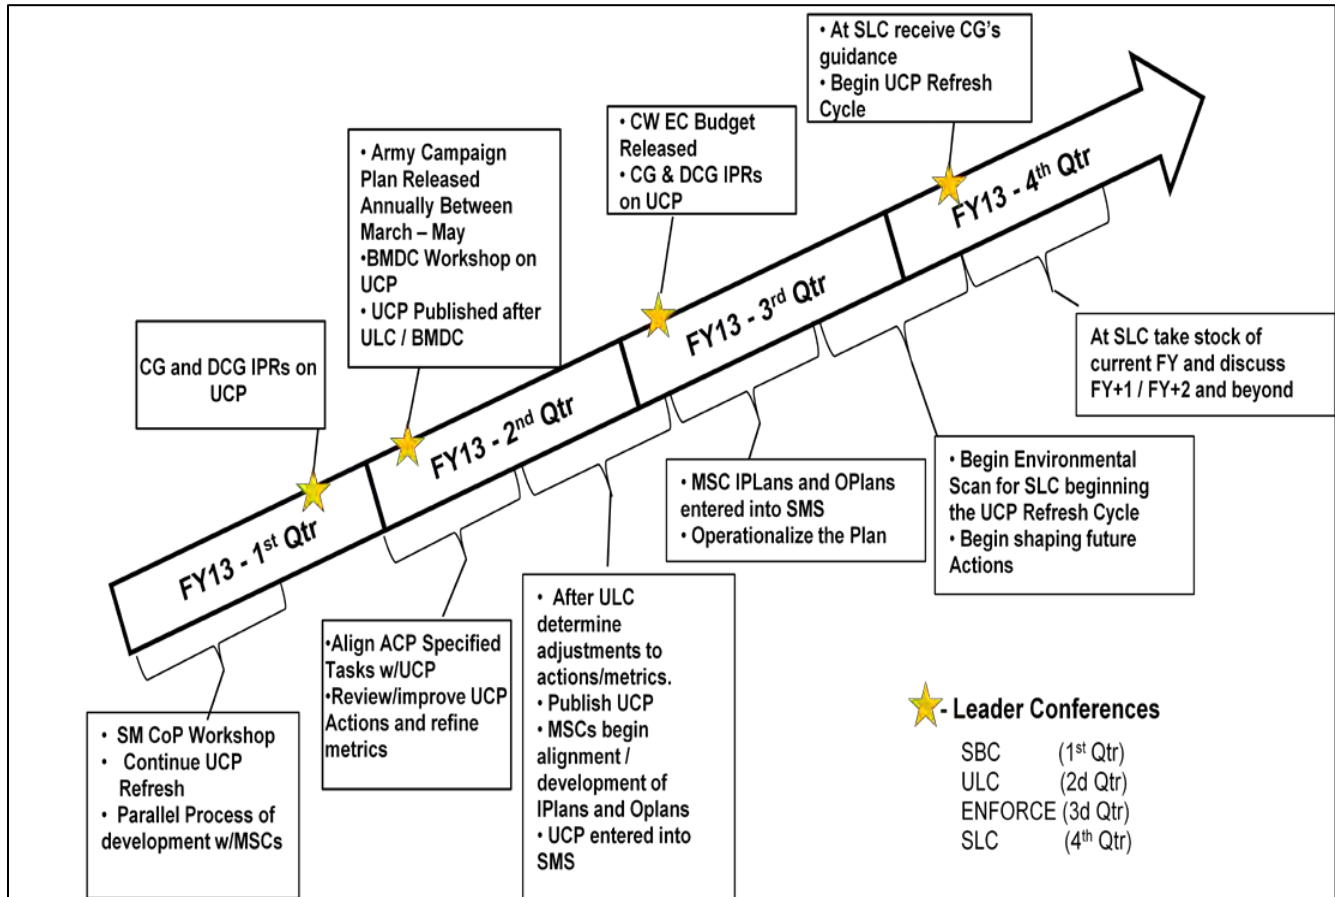 • At SLC receive CG's
guidance
• Begin UCP Refresh
Cycle
• CW EC Budget
Released
• CG & DCG IPRs
on UCP
• Army Campaign
Plan Released
Annually Between
March – May
•BMDC Workshop on
UCP
• UCP Published after
ULC / BMDC
CG and DCG IPRs on
UCP
FY13 - 1st Qtr
FY13 - 2nd Qtr
FY13 - 3rd Qtr
FY13 - 4th Qtr
At SLC take stock of
current FY and discuss
FY+1 / FY+2 and beyond
• Begin Environmental
Scan for SLC beginning
the UCP Refresh Cycle
• Begin shaping future
Actions
• MSC IPLans and OPlans
entered into SMS
• Operationalize the Plan
• After ULC
determine
adjustments to
actions/metrics.
• Publish UCP
• MSCs begin
alignment /
development of
IPlans and Oplans
• UCP entered into
SMS
•Align ACP Specified
Tasks w/UCP
•Review/improve UCP
Actions and refine
metrics
• SM CoP Workshop
• Continue UCP
Refresh
• Parallel Process of
development w/MSCs
- Leader Conferences
SBC (1st Qtr)
ULC (2d Qtr)
ENFORCE (3d Qtr)
SLC (4th Qtr)